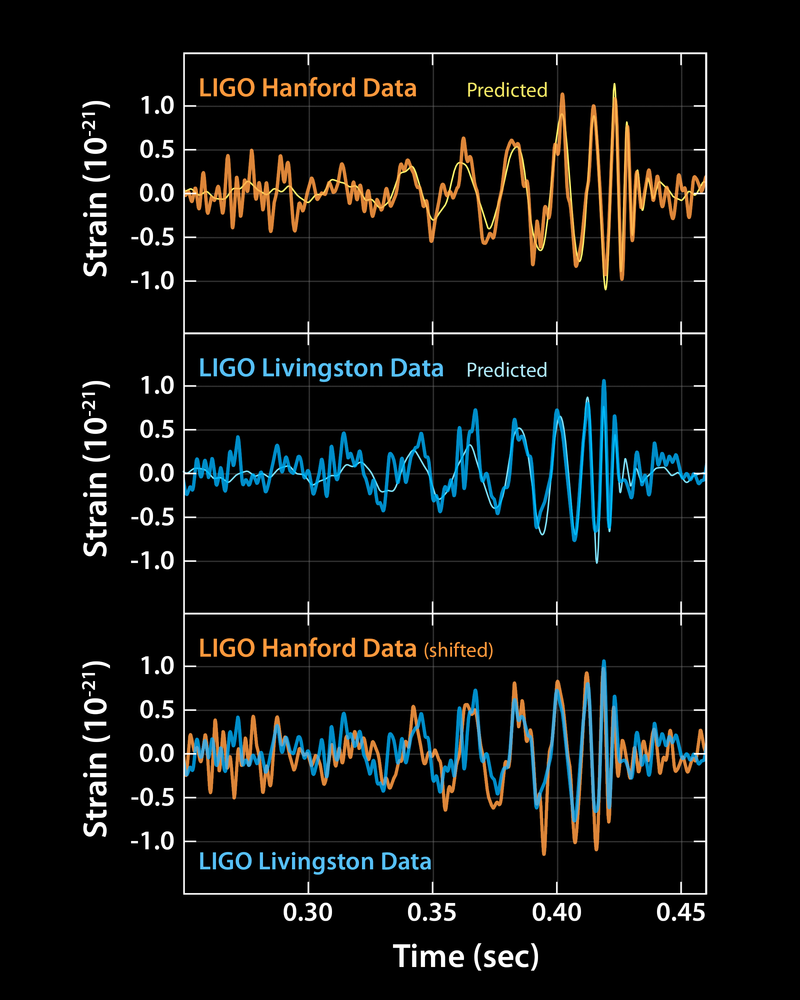 LIGO Hanford Data Predicted
Strain (10⁻²¹)
1.0
0.5
0.0
-0.5
-1.0
LIGO Livingston Data Predicted
Strain (10⁻²¹)
1.0
0.5
0.0
-0.5
-1.0
LIGO Hanford Data (shifted)
Strain (10⁻²¹)
1.0
0.5
0.0
-0.5
-1.0
LIGO Livingston Data
0.30 0.35 0.40 0.45
Time (sec)